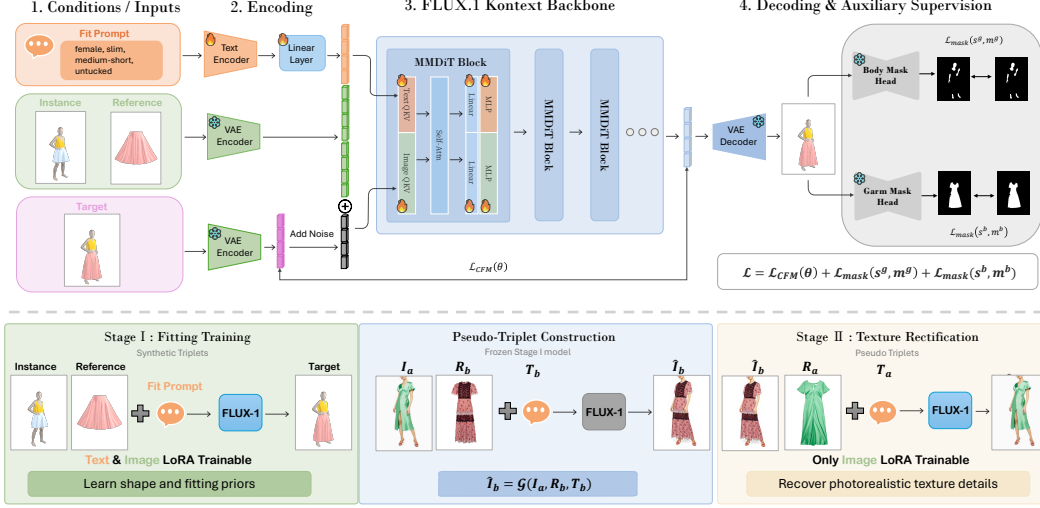 1. Conditions / Inputs
2. Encoding
3. FLUX.1 Kontext Backbone
4. Decoding & Auxiliary Supervision
Fit Prompt
female, slim,
medium-short,
untucked
Text
Encoder
Linear
Layer
Instance
Reference
VAE
Encoder
Target
VAE
Encoder
Add Noise
MMDiT Block
Text QKV
Image QKV
Self-Attn
Linear
Linear
MLP
MLP
MMDiT Block
MMDiT Block
VAE
Decoder
ℒ_mask(s^g, m^g)
Body Mask
Head
Garm Mask
Head
ℒ_mask(s^b, m^b)
ℒ_CFM(θ)
ℒ = ℒ_CFM(θ) + ℒ_mask(s^g, m^g) + ℒ_mask(s^b, m^b)
Stage I : Fitting Training
Synthetic Triplets
Instance
Reference
Target
Fit Prompt
FLUX-1
Text & Image LoRA Trainable
Learn shape and fitting priors
Pseudo-Triplet Construction
Frozen Stage I model
I_a
R_b
T_b
Î_b
FLUX-1
Î_b = 𝒢(I_a, R_b, T_b)
Stage II : Texture Rectification
Pseudo Triplets
Î_b
R_a
T_a
I_a
FLUX-1
Only Image LoRA Trainable
Recover photorealistic texture details